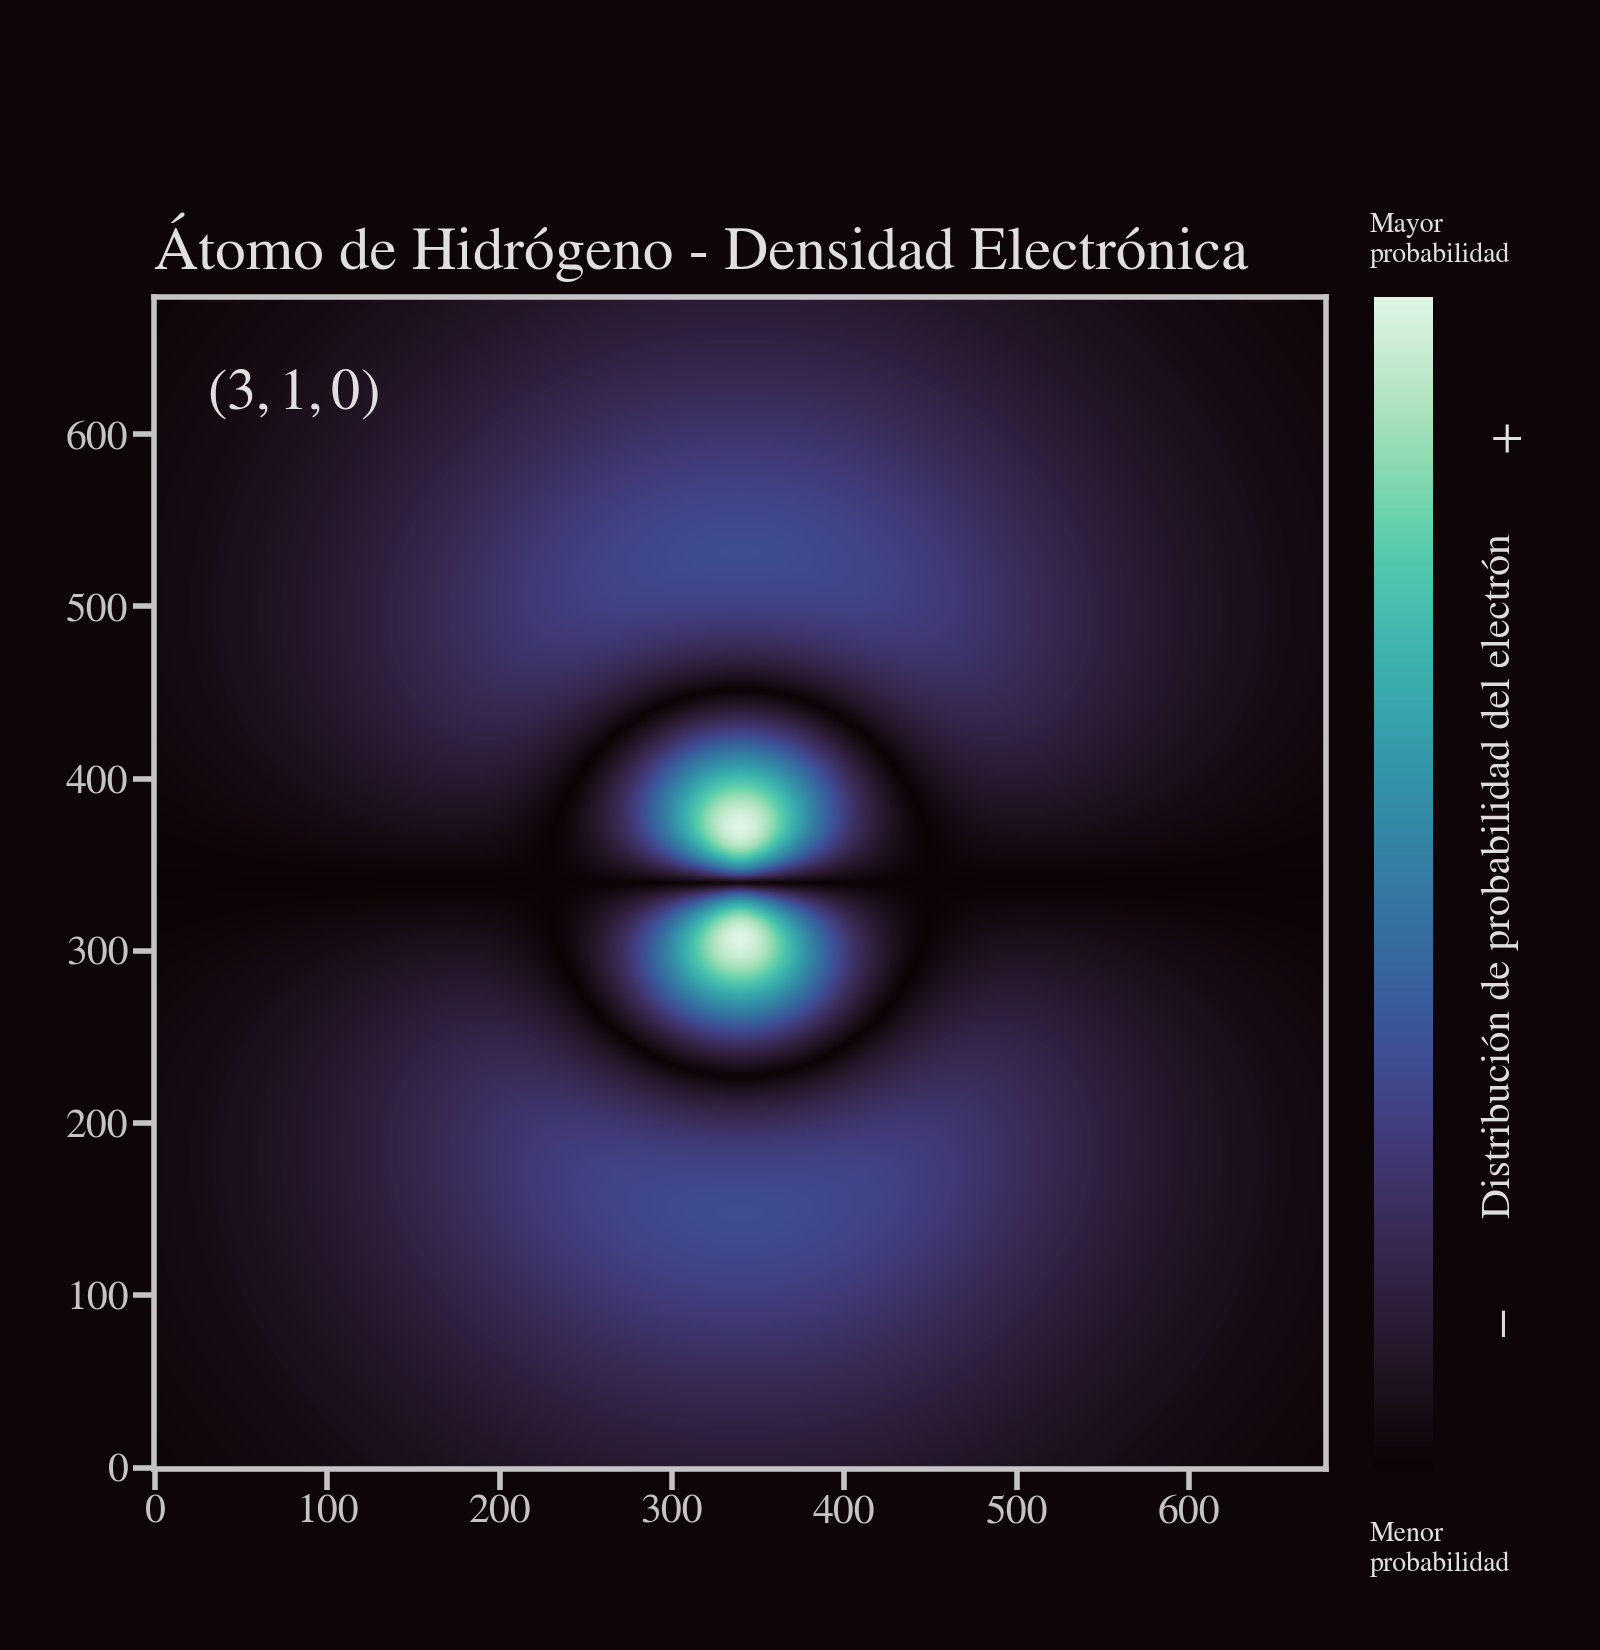 Átomo de Hidrógeno - Densidad Electrónica
Mayor
probabilidad
(3, 1, 0)
600
500
400
300
200
100
0
0 100 200 300 400 500 600
− Distribución de probabilidad del electrón +
Menor
probabilidad